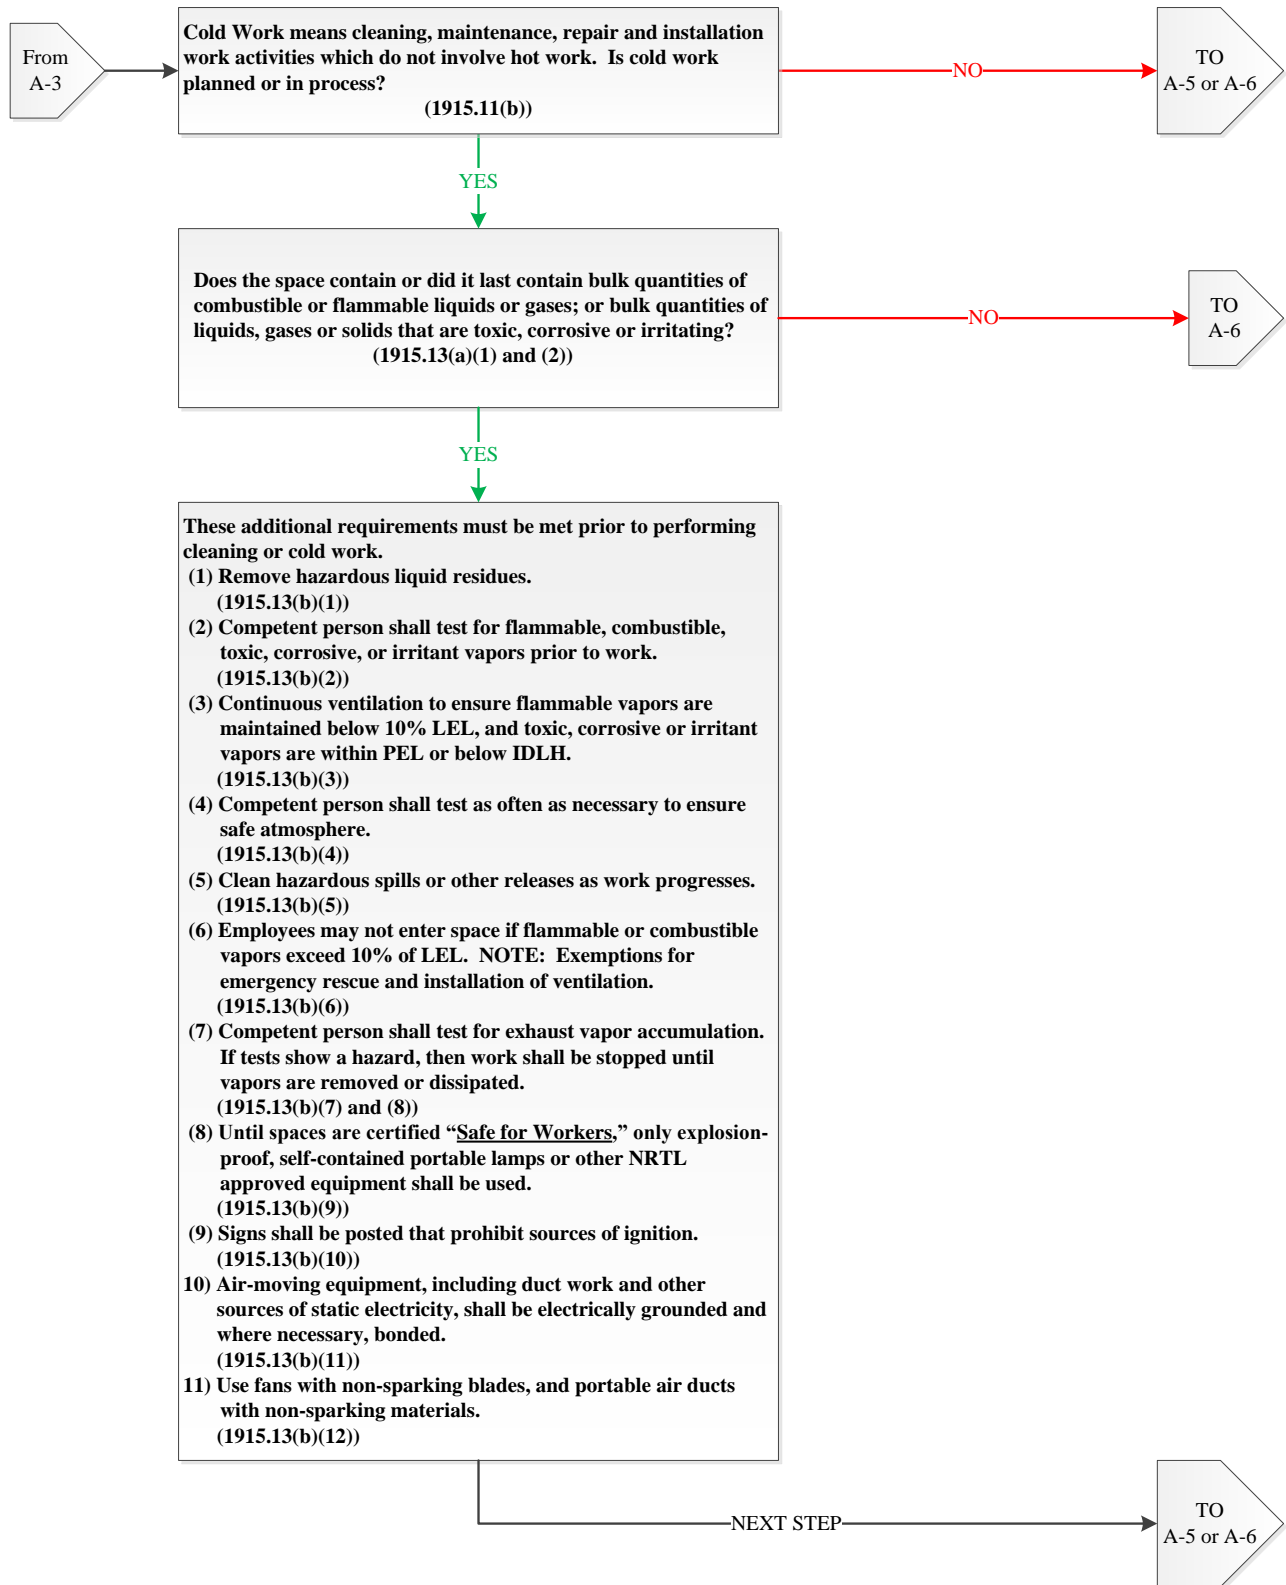 From
A-3
Cold Work means cleaning, maintenance, repair and installation
work activities which do not involve hot work.  Is cold work
planned or in process?
(1915.11(b))
NO
TO
A-5 or A-6
YES
Does the space contain or did it last contain bulk quantities of
combustible or flammable liquids or gases; or bulk quantities of
liquids, gases or solids that are toxic, corrosive or irritating?
(1915.13(a)(1) and (2))
NO
TO
A-6
YES
These additional requirements must be met prior to performing
cleaning or cold work.
(1) Remove hazardous liquid residues.
(1915.13(b)(1))
(2) Competent person shall test for flammable, combustible,
toxic, corrosive, or irritant vapors prior to work.
(1915.13(b)(2))
(3) Continuous ventilation to ensure flammable vapors are
maintained below 10% LEL, and toxic, corrosive or irritant
vapors are within PEL or below IDLH.
(1915.13(b)(3))
(4) Competent person shall test as often as necessary to ensure
safe atmosphere.
(1915.13(b)(4))
(5) Clean hazardous spills or other releases as work progresses.
(1915.13(b)(5))
(6) Employees may not enter space if flammable or combustible
vapors exceed 10% of LEL.  NOTE:  Exemptions for
emergency rescue and installation of ventilation.
(1915.13(b)(6))
(7) Competent person shall test for exhaust vapor accumulation.
If tests show a hazard, then work shall be stopped until
vapors are removed or dissipated.
(1915.13(b)(7) and (8))
(8) Until spaces are certified “Safe for Workers,” only explosion-
proof, self-contained portable lamps or other NRTL
approved equipment shall be used.
(1915.13(b)(9))
(9) Signs shall be posted that prohibit sources of ignition.
(1915.13(b)(10))
10) Air-moving equipment, including duct work and other
sources of static electricity, shall be electrically grounded and
where necessary, bonded.
(1915.13(b)(11))
11) Use fans with non-sparking blades, and portable air ducts
with non-sparking materials.
(1915.13(b)(12))
NEXT STEP
TO
A-5 or A-6